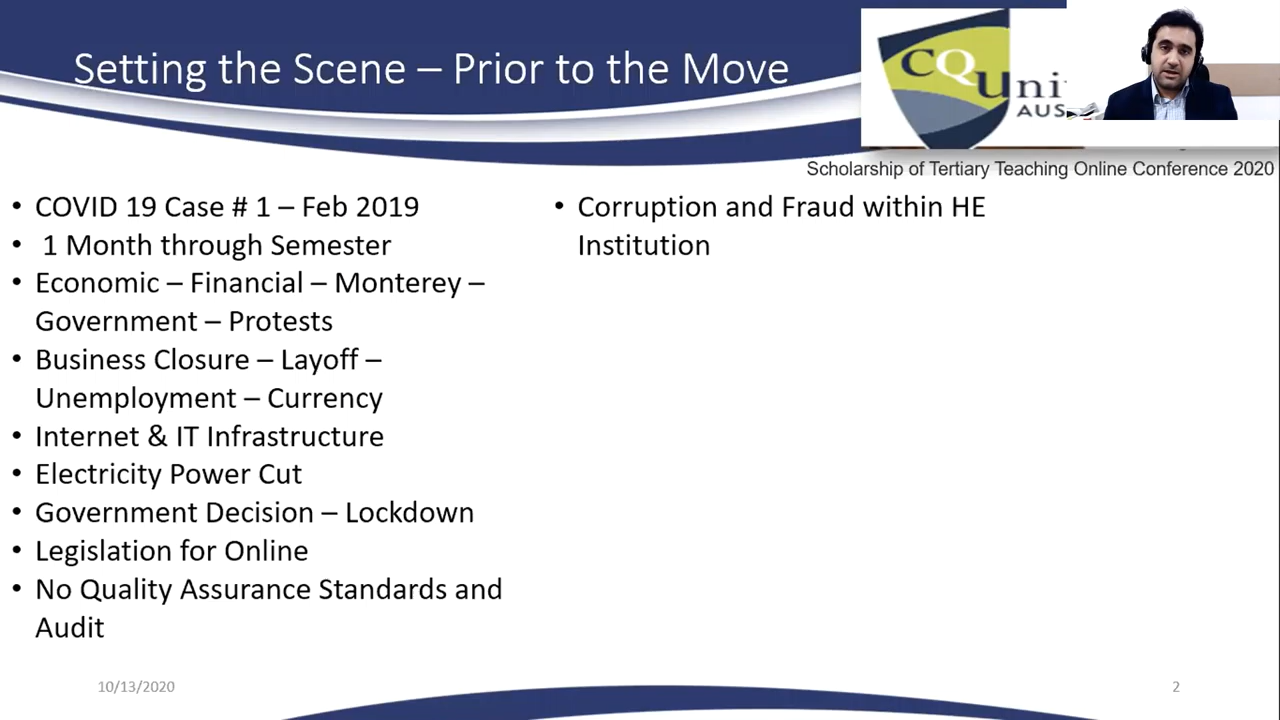 Setting the Scene – Prior to the Move
CQUni
AUS
Scholarship of Tertiary Teaching Online Conference 2020
• COVID 19 Case # 1 – Feb 2019
• 1 Month through Semester
• Economic – Financial – Monterey –
Government – Protests
• Business Closure – Layoff –
Unemployment – Currency
• Internet & IT Infrastructure
• Electricity Power Cut
• Government Decision – Lockdown
• Legislation for Online
• No Quality Assurance Standards and
Audit
• Corruption and Fraud within HE
Institution
10/13/2020
2